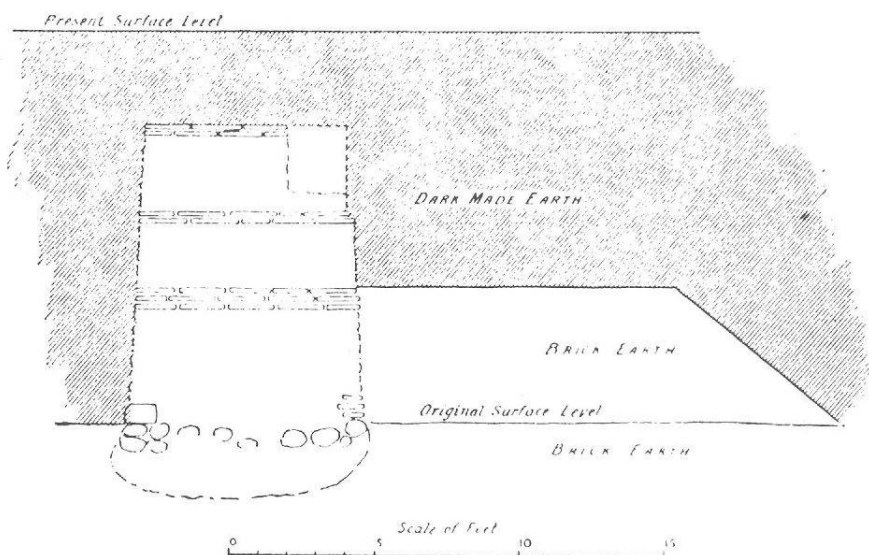 Present Surface Level
DARK MADE EARTH
BRICK EARTH
Original Surface Level
BRICK EARTH
Scale of Feet
0 5 10 15